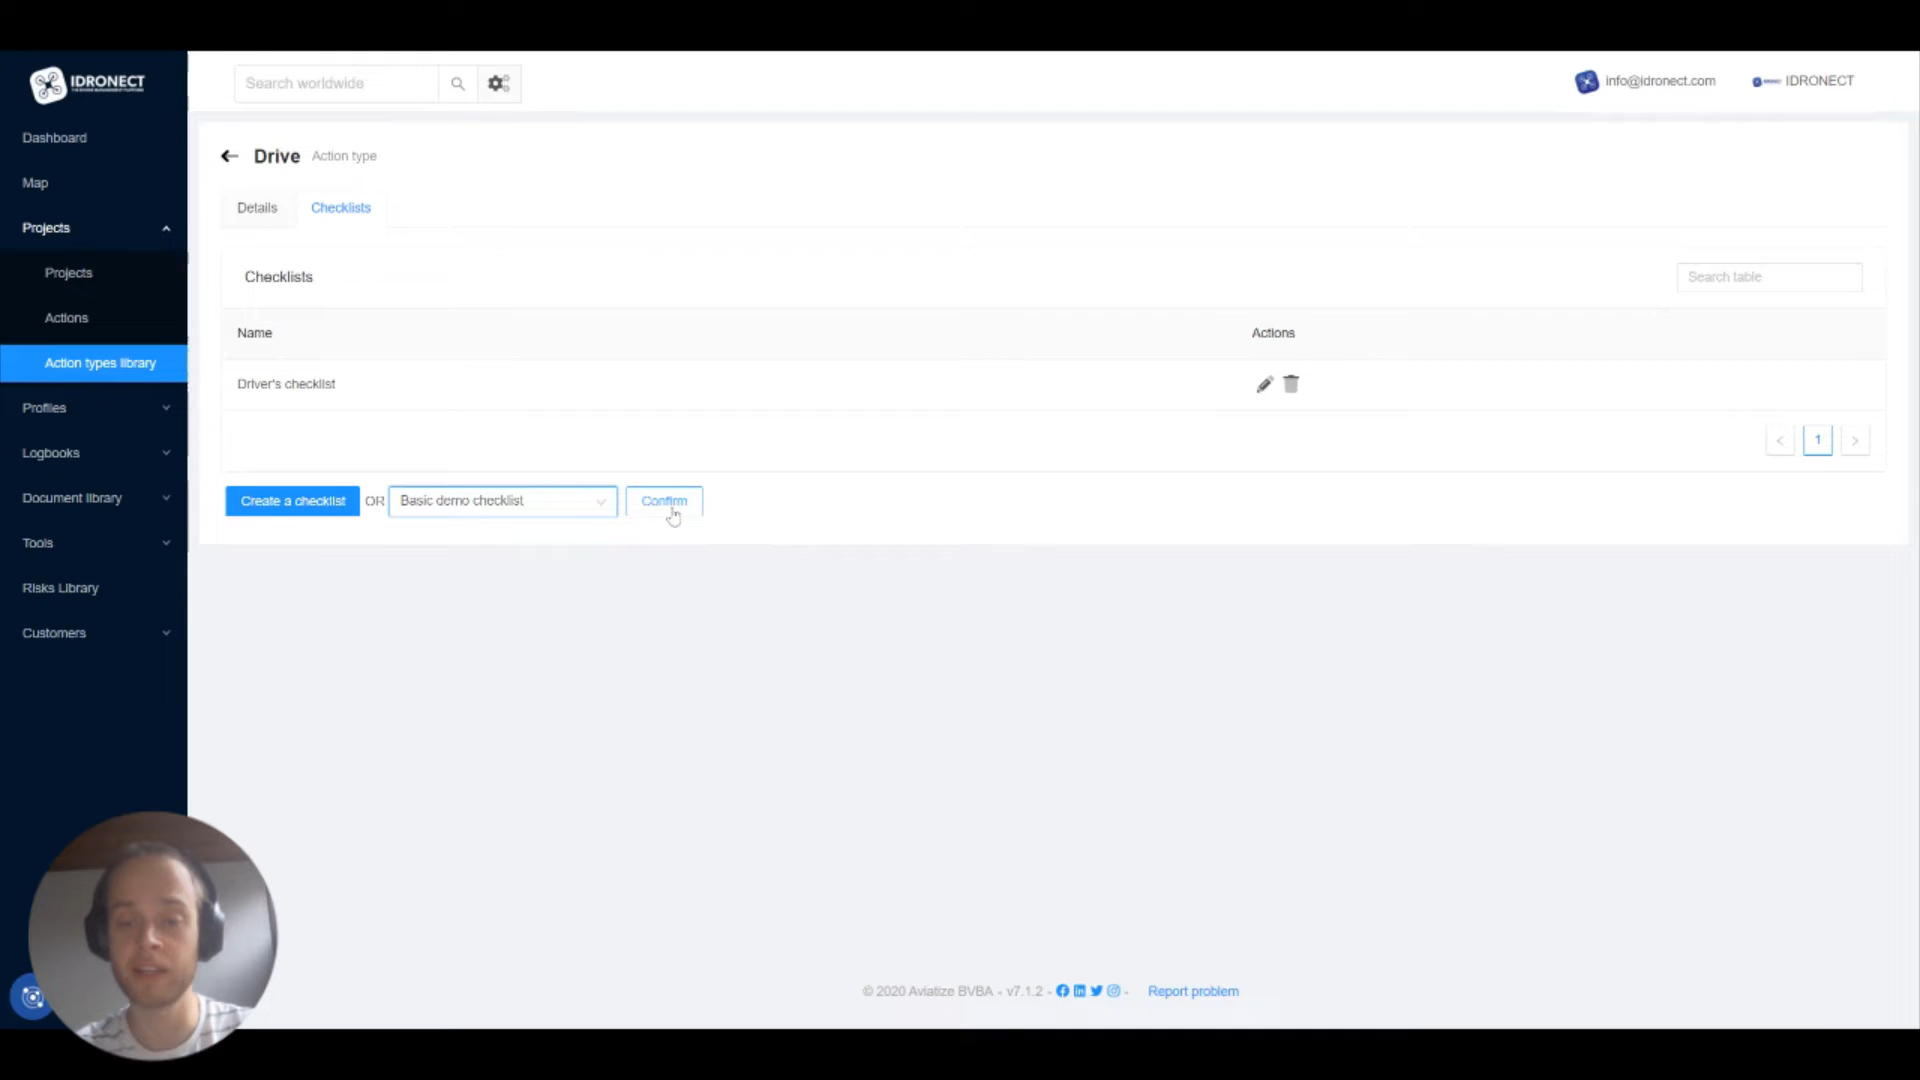 IDRONECT
Search worldwide
info@idronect.com
IDRONECT
Dashboard
Map
Projects
Projects
Actions
Action types library
Profiles
Logbooks
Document library
Tools
Risks Library
Customers
Drive Action type
Details
Checklists
Checklists
Search table
Name
Actions
Driver's checklist
<
1
>
Create a checklist
OR
Basic demo checklist
Confirm
© 2020 Aviatize BVBA - v7.1.2 - - Report problem